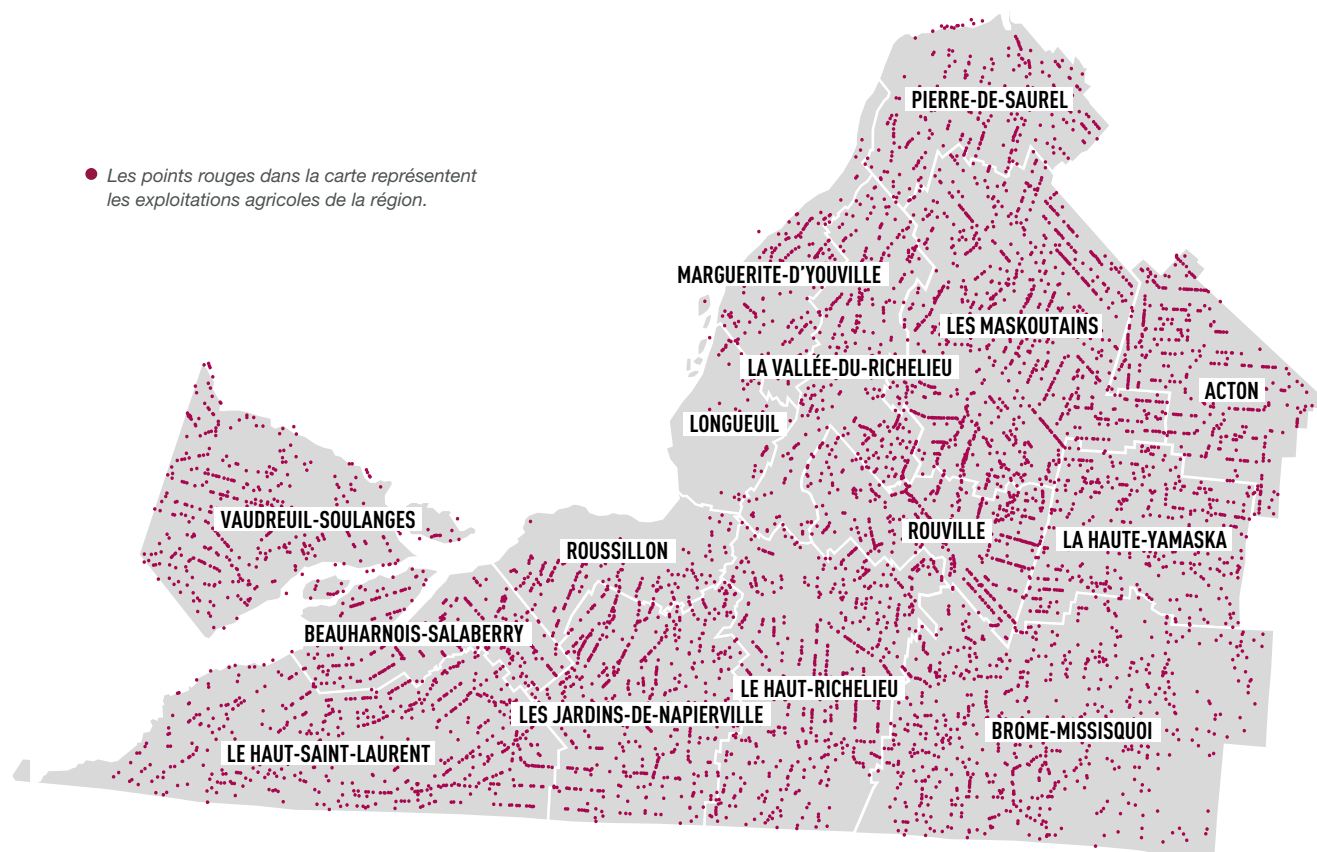 PIERRE-DE-SAUREL
Les points rouges dans la carte représentent
les exploitations agricoles de la région.
MARGUERITE-D'YOUVILLE
LES MASKOUTAINS
LA VALLÉE-DU-RICHELIEU
ACTON
LONGUEUIL
VAUDREUIL-SOULANGES
ROUVILLE
LA HAUTE-YAMASKA
ROUSSILLON
BEAUHARNOIS-SALABERRY
LE HAUT-RICHELIEU
LES JARDINS-DE-NAPIERVILLE
BROME-MISSISQUOI
LE HAUT-SAINT-LAURENT